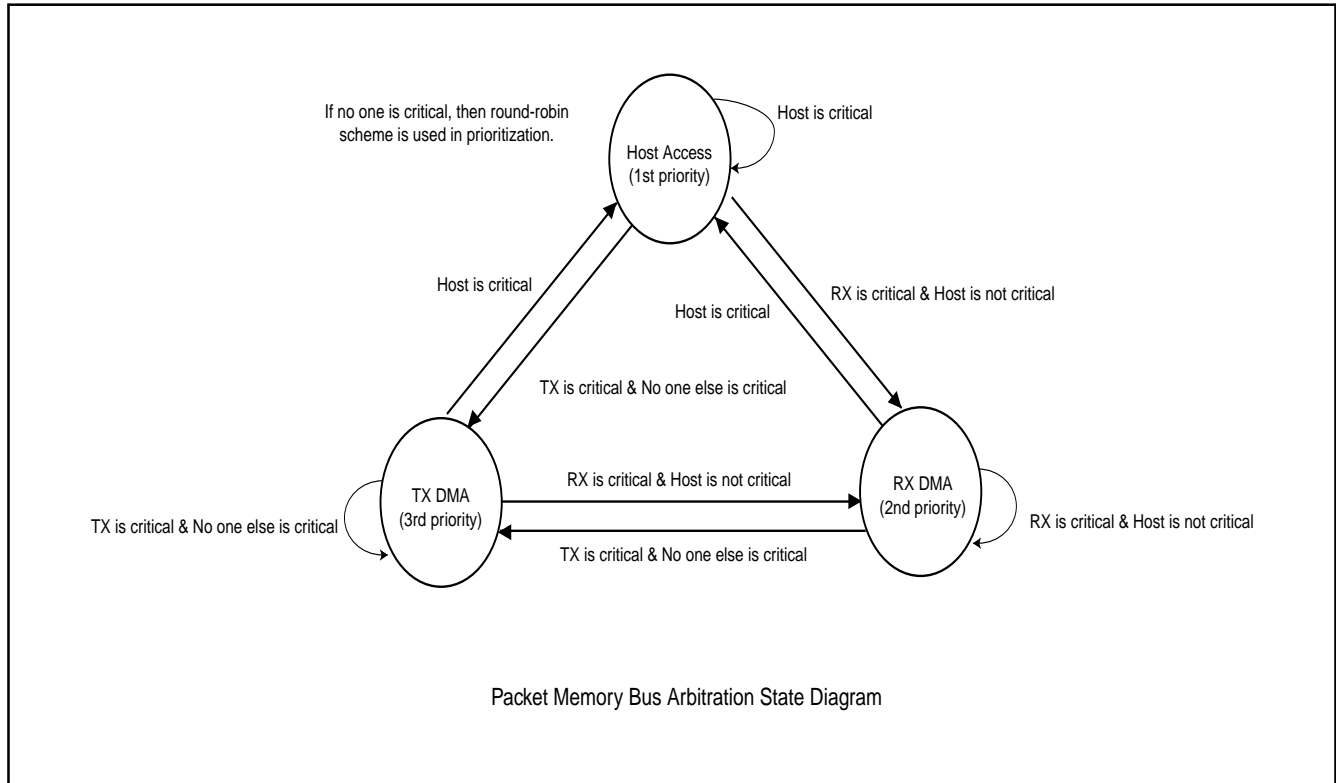 If no one is critical, then round-robin
scheme is used in prioritization.
Host is critical
Host Access
(1st priority)
Host is critical
RX is critical & Host is not critical
Host is critical
TX is critical & No one else is critical
TX DMA
(3rd priority)
RX is critical & Host is not critical
RX DMA
(2nd priority)
TX is critical & No one else is critical
RX is critical & Host is not critical
TX is critical & No one else is critical
Packet Memory Bus Arbitration State Diagram